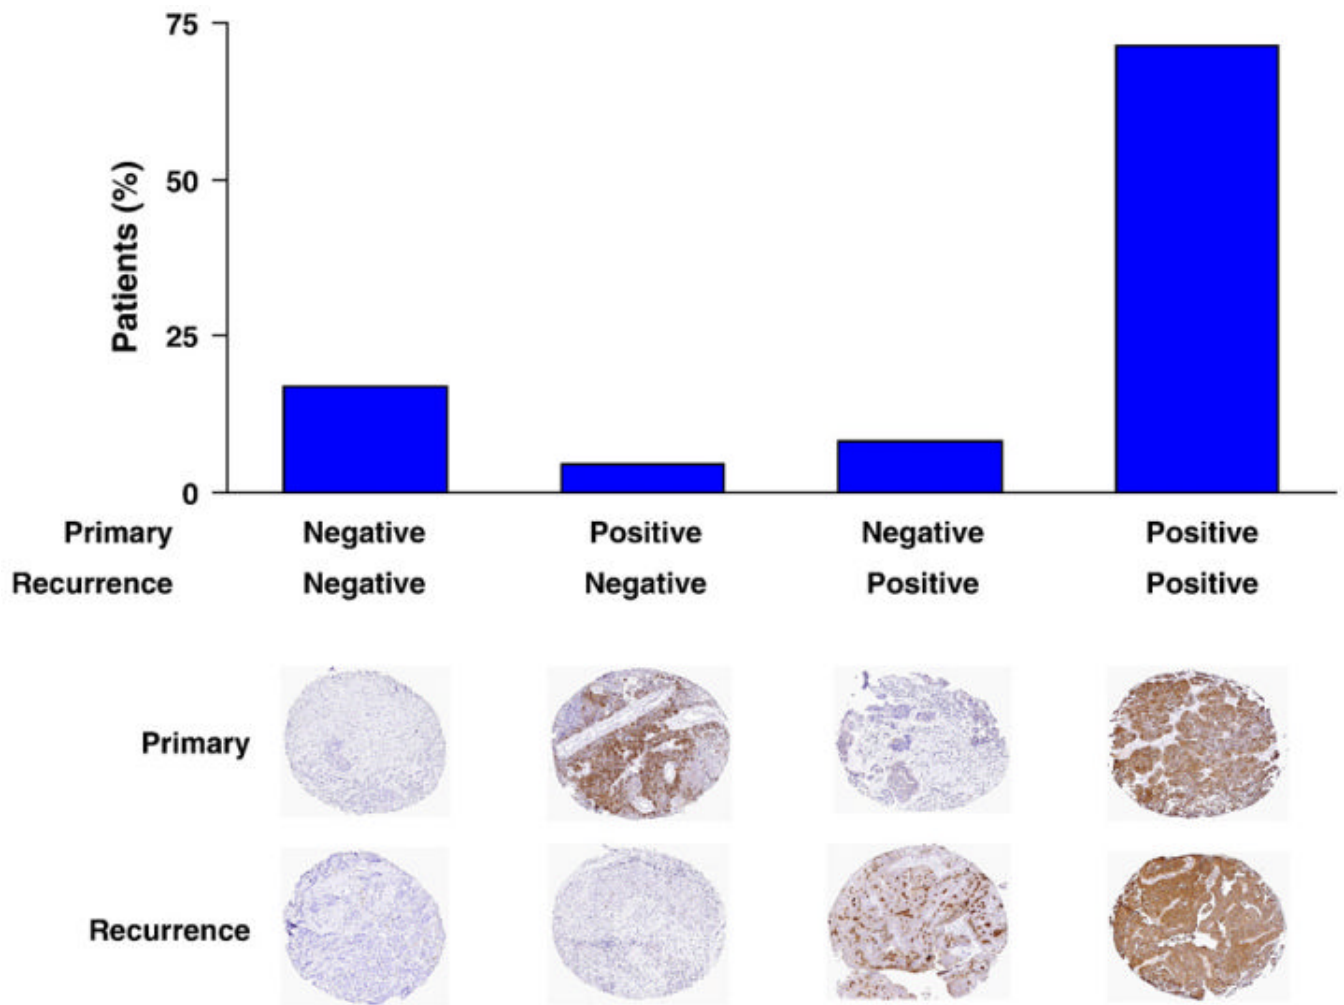 75
50
25
0
Patients (%)
Primary Negative Positive Negative Positive
Recurrence Negative Negative Positive Positive
Primary
Recurrence